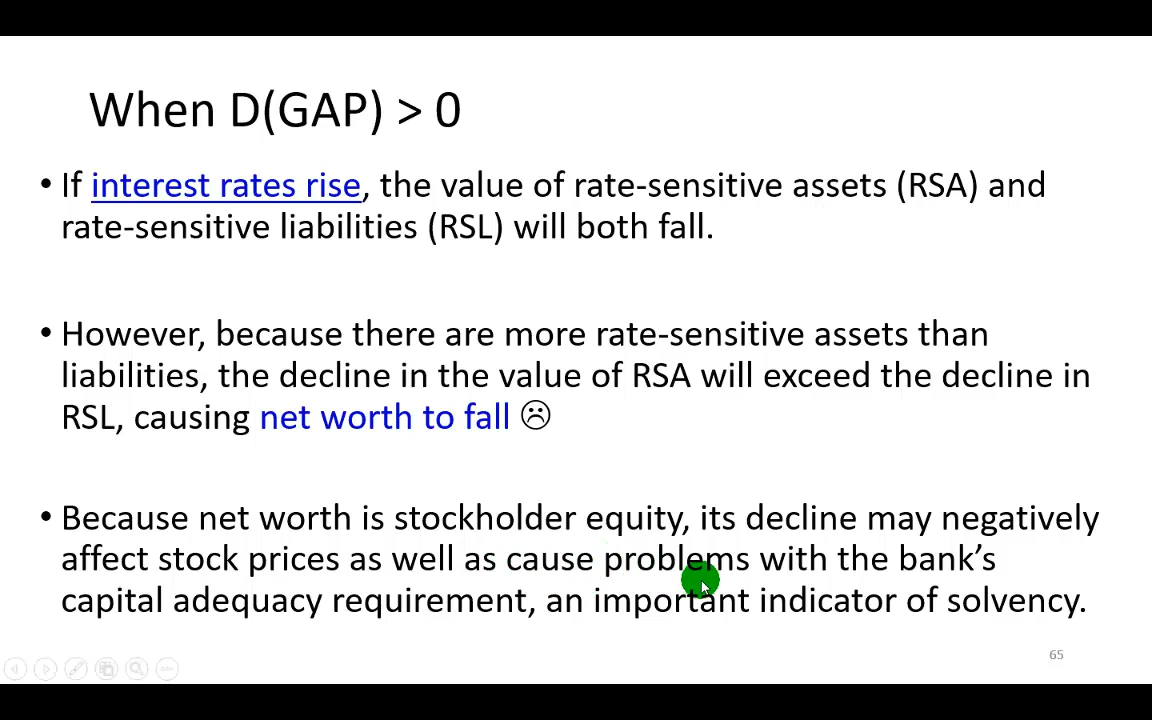 When D(GAP) > 0
• If interest rates rise, the value of rate-sensitive assets (RSA) and
rate-sensitive liabilities (RSL) will both fall.
• However, because there are more rate-sensitive assets than
liabilities, the decline in the value of RSA will exceed the decline in
RSL, causing net worth to fall ☹
• Because net worth is stockholder equity, its decline may negatively
affect stock prices as well as cause problems with the bank’s
capital adequacy requirement, an important indicator of solvency.
65